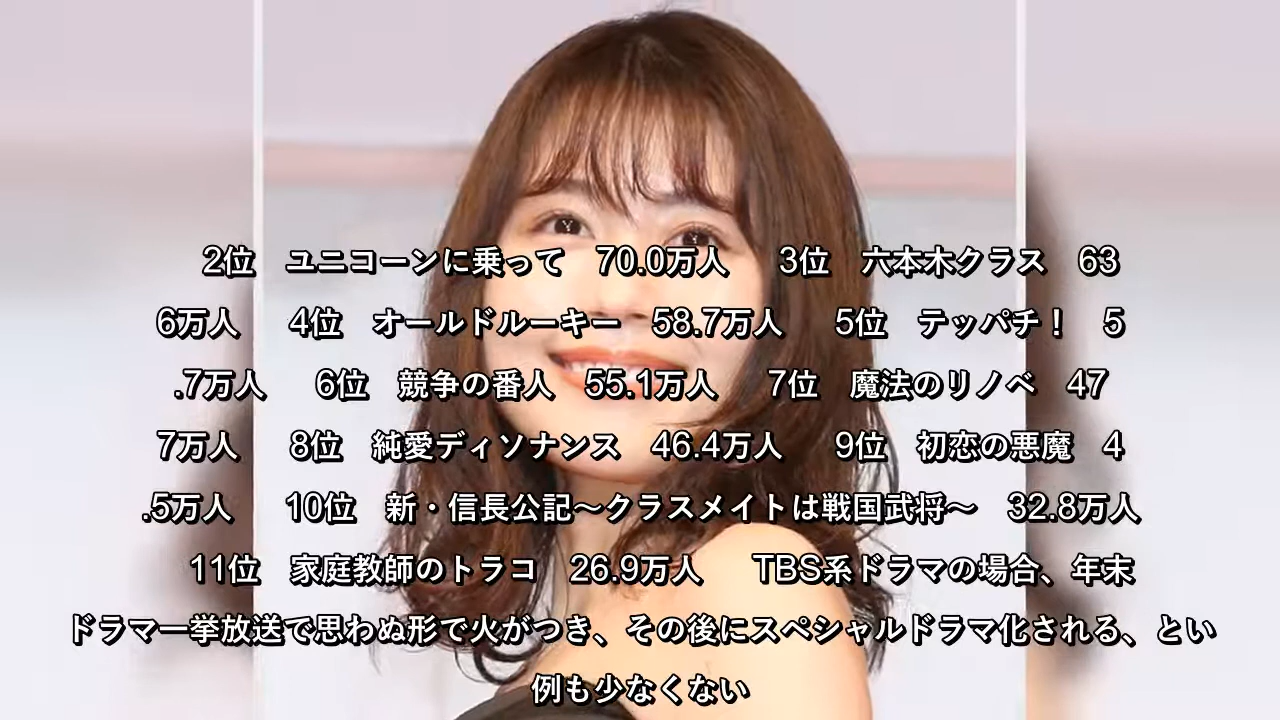 2位　ユニコーンに乗って　70.0万人　3位　六本木クラス　63
6万人　4位　オールドルーキー　58.7万人　5位　テッパチ！　5
.7万人　6位　競争の番人　55.1万人　7位　魔法のリノベ　47
7万人　8位　純愛ディソナンス　46.4万人　9位　初恋の悪魔　4
.5万人　10位　新・信長公記～クラスメイトは戦国武将～　32.8万人
11位　家庭教師のトラコ　26.9万人　TBS系ドラマの場合、年末
ドラマ一挙放送で思わぬ形で火がつき、その後にスペシャルドラマ化される、とい
例も少なくない